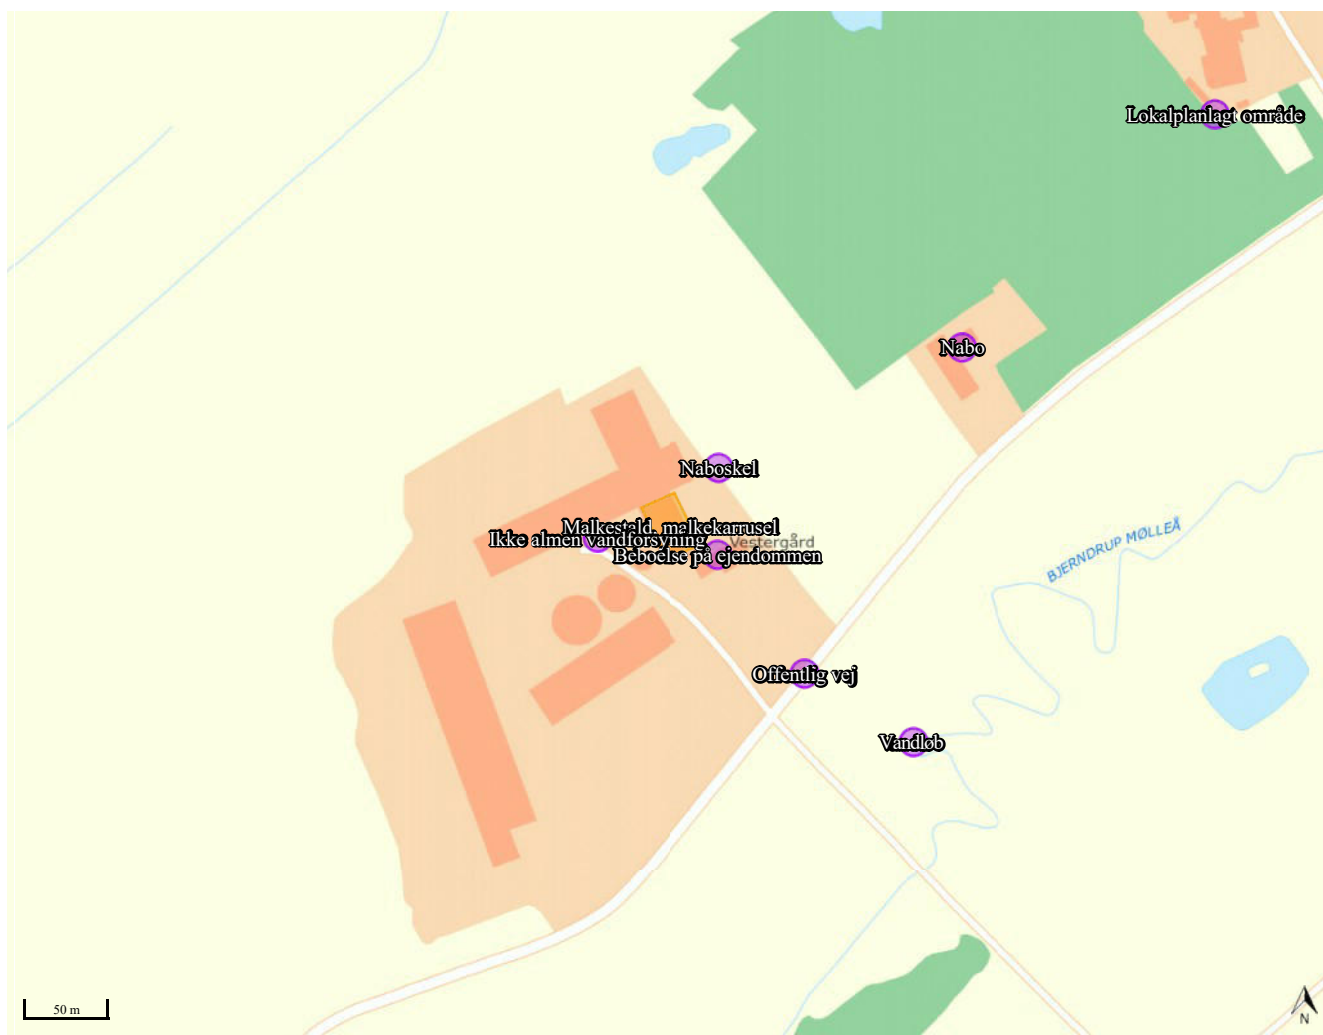 Lokalplanlagt område
Nabo
Naboskel
Malkestald, malkekarrusel
Ikke almen vandforsyning
Vestergård
Beboelse på ejendommen
BJERNDRUP MØLLEÅ
Offentlig vej
Vandløb
50 m
N